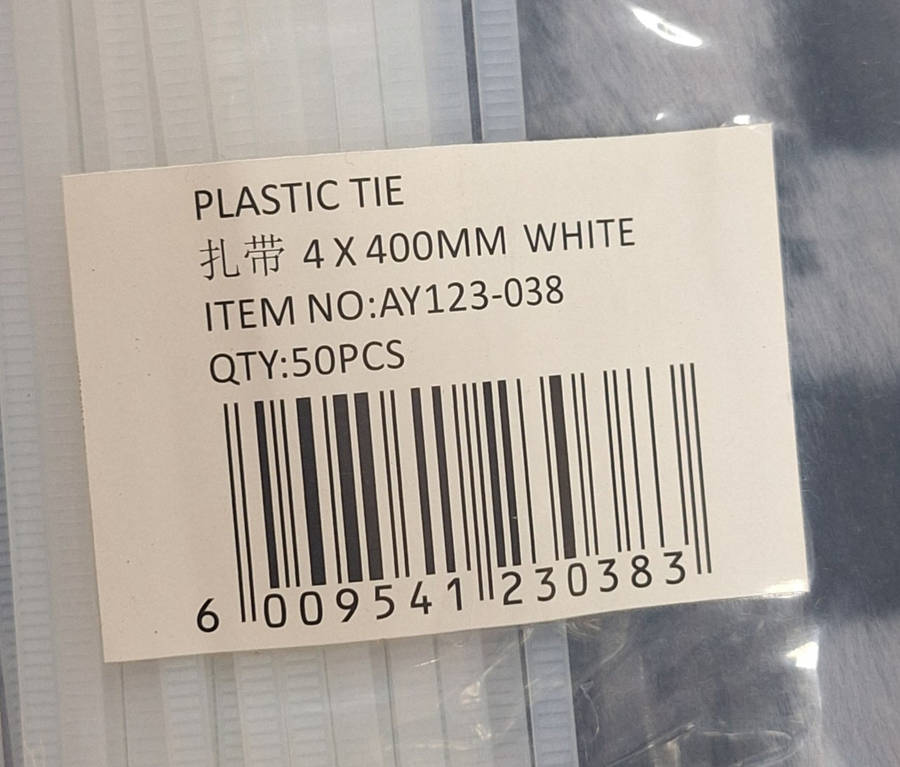 PLASTIC TIE
扎带 4 X 400MM WHITE
ITEM NO:AY123-038
QTY:50PCS
6 009541 230383